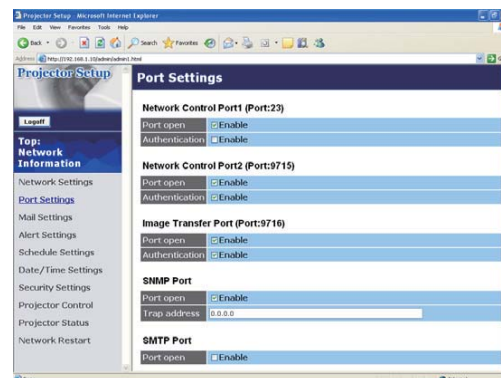 Projector Setup - Microsoft Internet Explorer
File Edit View Favorites Tools Help
Back Search Favorites
Address http://192.168.1.10/admin/admin1.html
Projector Setup
Logoff
Top:
Network
Information
Network Settings
Port Settings
Mail Settings
Alert Settings
Schedule Settings
Date/Time Settings
Security Settings
Projector Control
Projector Status
Network Restart
Port Settings
Network Control Port1 (Port:23)
Port open Enable
Authentication Enable
Network Control Port2 (Port:9715)
Port open Enable
Authentication Enable
Image Transfer Port (Port:9716)
Port open Enable
Authentication Enable
SNMP Port
Port open Enable
Trap address 0.0.0.0
SMTP Port
Port open Enable